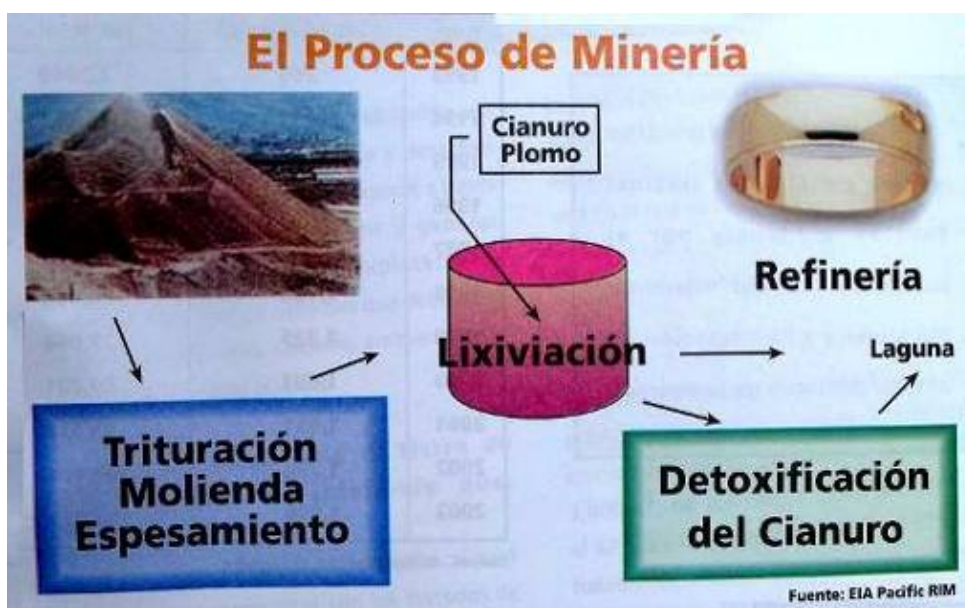 El Proceso de Minería
Cianuro
Plomo
Refinería
Lixiviación
Laguna
Trituración
Molienda
Espesamiento
Detoxificación
del Cianuro
Fuente: EIA Pacific RIM